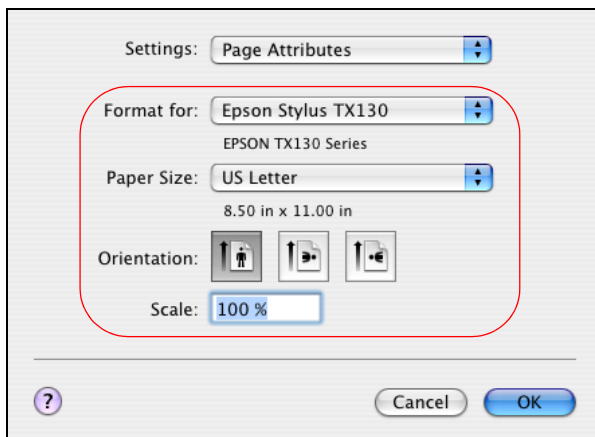 Settings: Page Attributes
Format for: Epson Stylus TX130
EPSON TX130 Series
Paper Size: US Letter
8.50 in x 11.00 in
Orientation:
Scale: 100 %
? Cancel OK